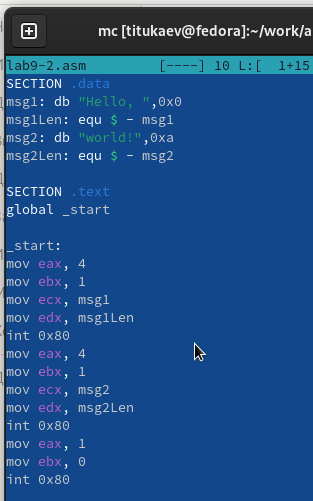 mc [titukaev@fedora]:~/work/a
lab9-2.asm [----] 10 L:[ 1+15
SECTION .data
msg1: db "Hello, ",0x0
msg1Len: equ $ - msg1
msg2: db "world!",0xa
msg2Len: equ $ - msg2
SECTION .text
global _start
_start:
mov eax, 4
mov ebx, 1
mov ecx, msg1
mov edx, msg1Len
int 0x80
mov eax, 4
mov ebx, 1
mov ecx, msg2
mov edx, msg2Len
int 0x80
mov eax, 1
mov ebx, 0
int 0x80